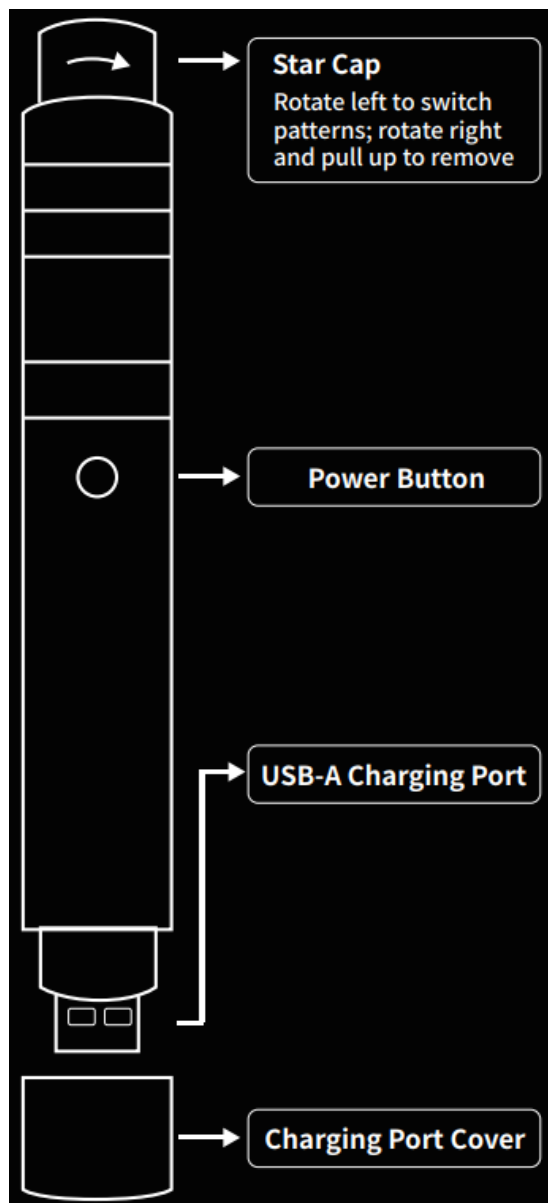 Star Cap
Rotate left to switch
patterns; rotate right
and pull up to remove
Power Button
USB-A Charging Port
Charging Port Cover